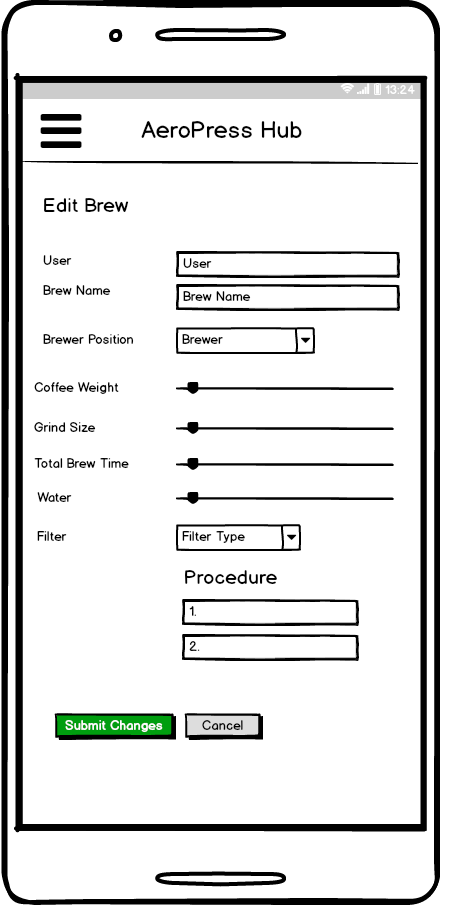 13:24
AeroPress Hub
Edit Brew
User User
Brew Name Brew Name
Brewer Position Brewer
Coffee Weight
Grind Size
Total Brew Time
Water
Filter Filter Type
Procedure
1.
2.
Submit Changes Cancel